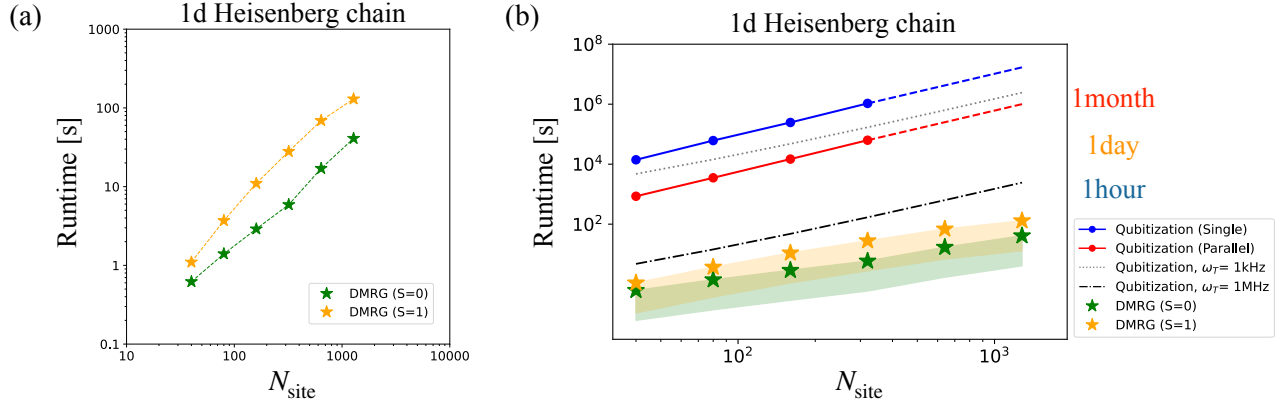 (a)
1d Heisenberg chain
Runtime [s]
1000
100
10
1
0.1
10
100
1000
10000
N_site
DMRG (S=0)
DMRG (S=1)
(b)
1d Heisenberg chain
Runtime [s]
10^8
10^6
10^4
10^2
10^2
10^3
N_site
1month
1day
1hour
Qubitization (Single)
Qubitization (Parallel)
Qubitization, ω_T= 1kHz
Qubitization, ω_T= 1MHz
DMRG (S=0)
DMRG (S=1)